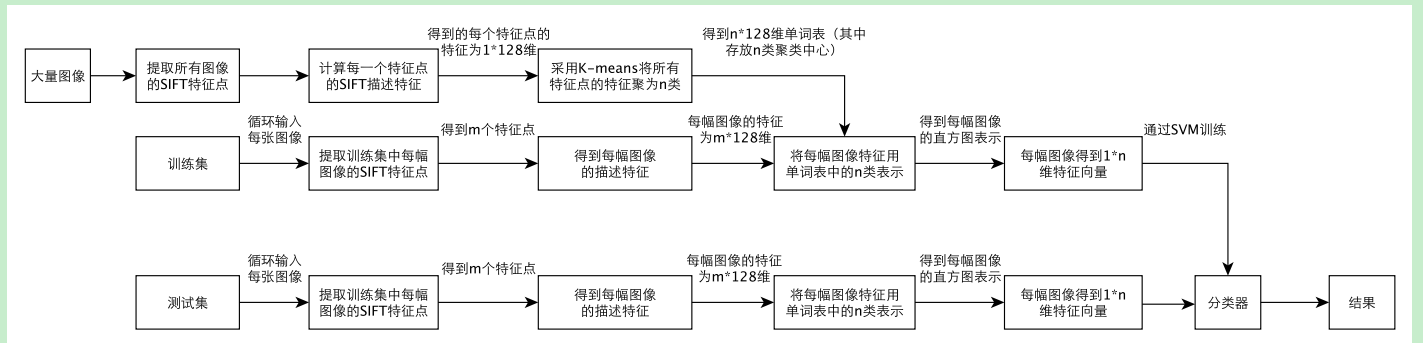 得到的每个特征点的
特征为1*128维
得到n*128维单词表（其中
存放n类聚类中心）
大量图像
提取所有图像
的SIFT特征点
计算每一个特征点
的SIFT描述特征
采用K-means将所有
特征点的特征聚为n类
循环输入
每张图像
得到m个特征点
每幅图像的特征
为m*128维
得到每幅图像
的直方图表示
通过SVM训练
训练集
提取训练集中每幅
图像的SIFT特征点
得到每幅图像
的描述特征
将每幅图像特征用
单词表中的n类表示
每幅图像得到1*n
维特征向量
循环输入
每张图像
得到m个特征点
每幅图像的特征
为m*128维
得到每幅图像
的直方图表示
测试集
提取训练集中每幅
图像的SIFT特征点
得到每幅图像
的描述特征
将每幅图像特征用
单词表中的n类表示
每幅图像得到1*n
维特征向量
分类器
结果